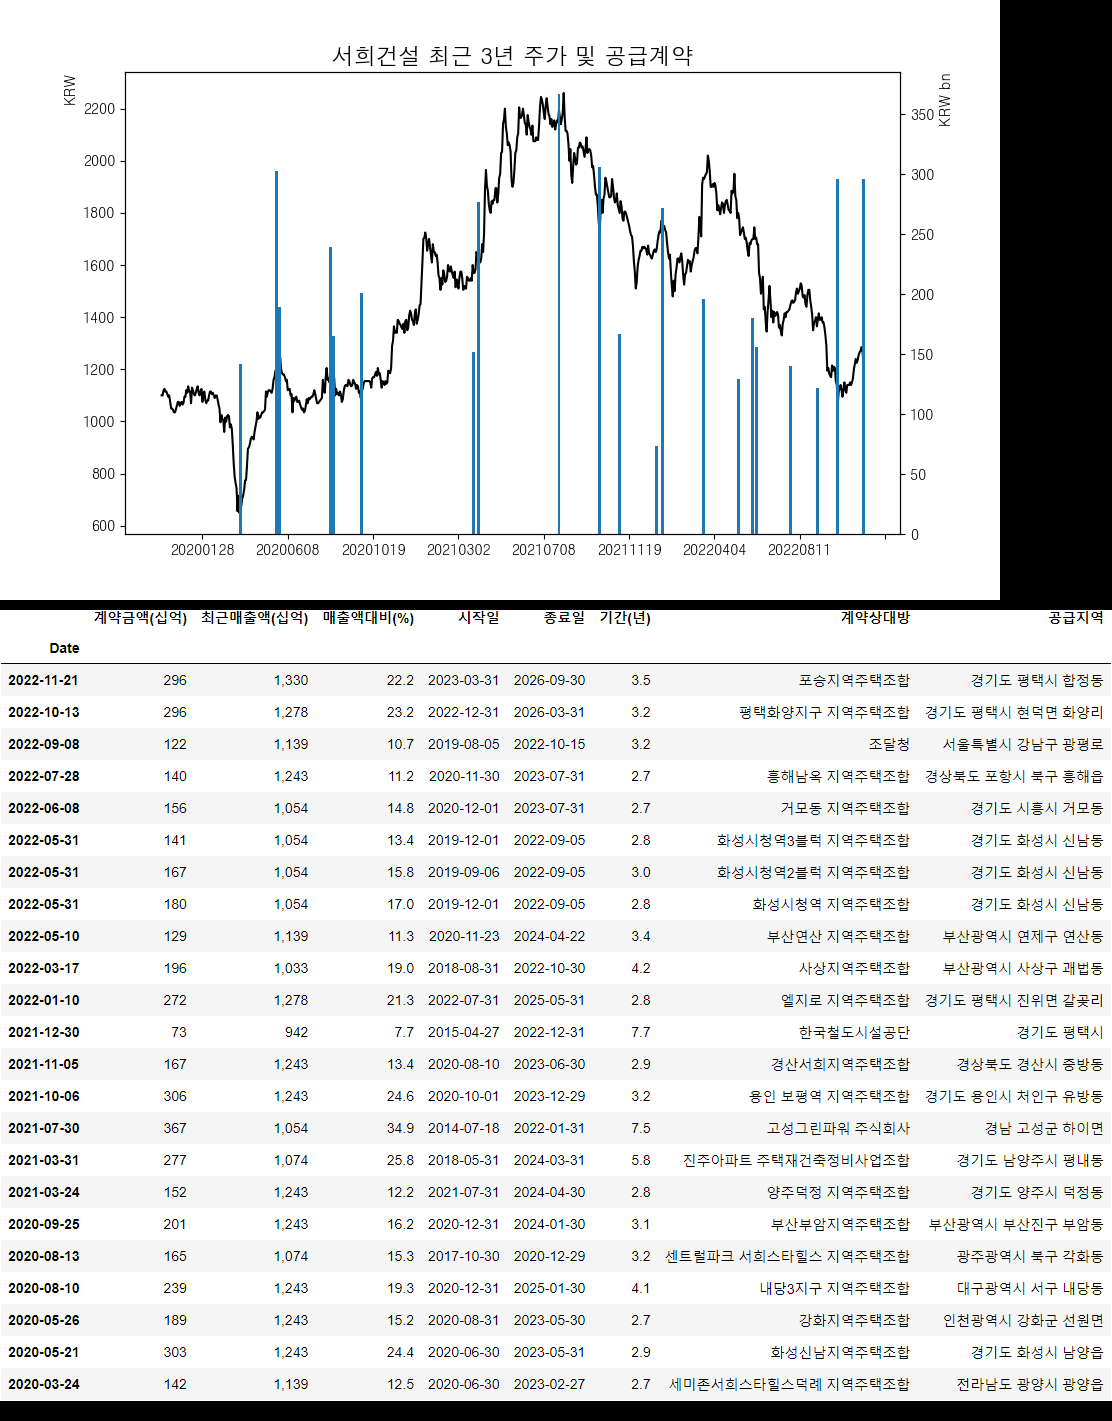 서희건설 최근 3년 주가 및 공급계약
KRW
KRW bn
2200
2000
1800
1600
1400
1200
1000
800
600
350
300
250
200
150
100
50
0
20200128 20200608 20201019 20210302 20210708 20211119 20220404 20220811
계약금액(십억) 최근매출액(십억) 매출액대비(%) 시작일 종료일 기간(년) 계약상대방 공급지역
Date
2022-11-21 296 1,330 22.2 2023-03-31 2026-09-30 3.5 포승지역주택조합 경기도 평택시 합정동
2022-10-13 296 1,278 23.2 2022-12-31 2026-03-31 3.2 평택화양지구 지역주택조합 경기도 평택시 현덕면 화양리
2022-09-08 122 1,139 10.7 2019-08-05 2022-10-15 3.2 조달청 서울특별시 강남구 광평로
2022-07-28 140 1,243 11.2 2020-11-30 2023-07-31 2.7 흥해남옥 지역주택조합 경상북도 포항시 북구 흥해읍
2022-06-08 156 1,054 14.8 2020-12-01 2023-07-31 2.7 거모동 지역주택조합 경기도 시흥시 거모동
2022-05-31 141 1,054 13.4 2019-12-01 2022-09-05 2.8 화성시청역3블럭 지역주택조합 경기도 화성시 신남동
2022-05-31 167 1,054 15.8 2019-09-06 2022-09-05 3.0 화성시청역2블럭 지역주택조합 경기도 화성시 신남동
2022-05-31 180 1,054 17.0 2019-12-01 2022-09-05 2.8 화성시청역 지역주택조합 경기도 화성시 신남동
2022-05-10 129 1,139 11.3 2020-11-23 2024-04-22 3.4 부산연산 지역주택조합 부산광역시 연제구 연산동
2022-03-17 196 1,033 19.0 2018-08-31 2022-10-30 4.2 사상지역주택조합 부산광역시 사상구 괘법동
2022-01-10 272 1,278 21.3 2022-07-31 2025-05-31 2.8 엘지로 지역주택조합 경기도 평택시 진위면 갈곶리
2021-12-30 73 942 7.7 2015-04-27 2022-12-31 7.7 한국철도시설공단 경기도 평택시
2021-11-05 167 1,243 13.4 2020-08-10 2023-06-30 2.9 경산서희지역주택조합 경상북도 경산시 중방동
2021-10-06 306 1,243 24.6 2020-10-01 2023-12-29 3.2 용인 보평역 지역주택조합 경기도 용인시 처인구 유방동
2021-07-30 367 1,054 34.9 2014-07-18 2022-01-31 7.5 고성그린파워 주식회사 경남 고성군 하이면
2021-03-31 277 1,074 25.8 2018-05-31 2024-03-31 5.8 진주아파트 주택재건축정비사업조합 경기도 남양주시 평내동
2021-03-24 152 1,243 12.2 2021-07-31 2024-04-30 2.8 양주덕정 지역주택조합 경기도 양주시 덕정동
2020-09-25 201 1,243 16.2 2020-12-31 2024-01-30 3.1 부산부암지역주택조합 부산광역시 부산진구 부암동
2020-08-13 165 1,074 15.3 2017-10-30 2020-12-29 3.2 센트럴파크 서희스타힐스 지역주택조합 광주광역시 북구 각화동
2020-08-10 239 1,243 19.3 2020-12-31 2025-01-30 4.1 내당3지구 지역주택조합 대구광역시 서구 내당동
2020-05-26 189 1,243 15.2 2020-08-31 2023-05-30 2.7 강화지역주택조합 인천광역시 강화군 선원면
2020-05-21 303 1,243 24.4 2020-06-30 2023-05-31 2.9 화성신남지역주택조합 경기도 화성시 남양읍
2020-03-24 142 1,139 12.5 2020-06-30 2023-02-27 2.7 세미존서희스타힐스덕례 지역주택조합 전라남도 광양시 광양읍